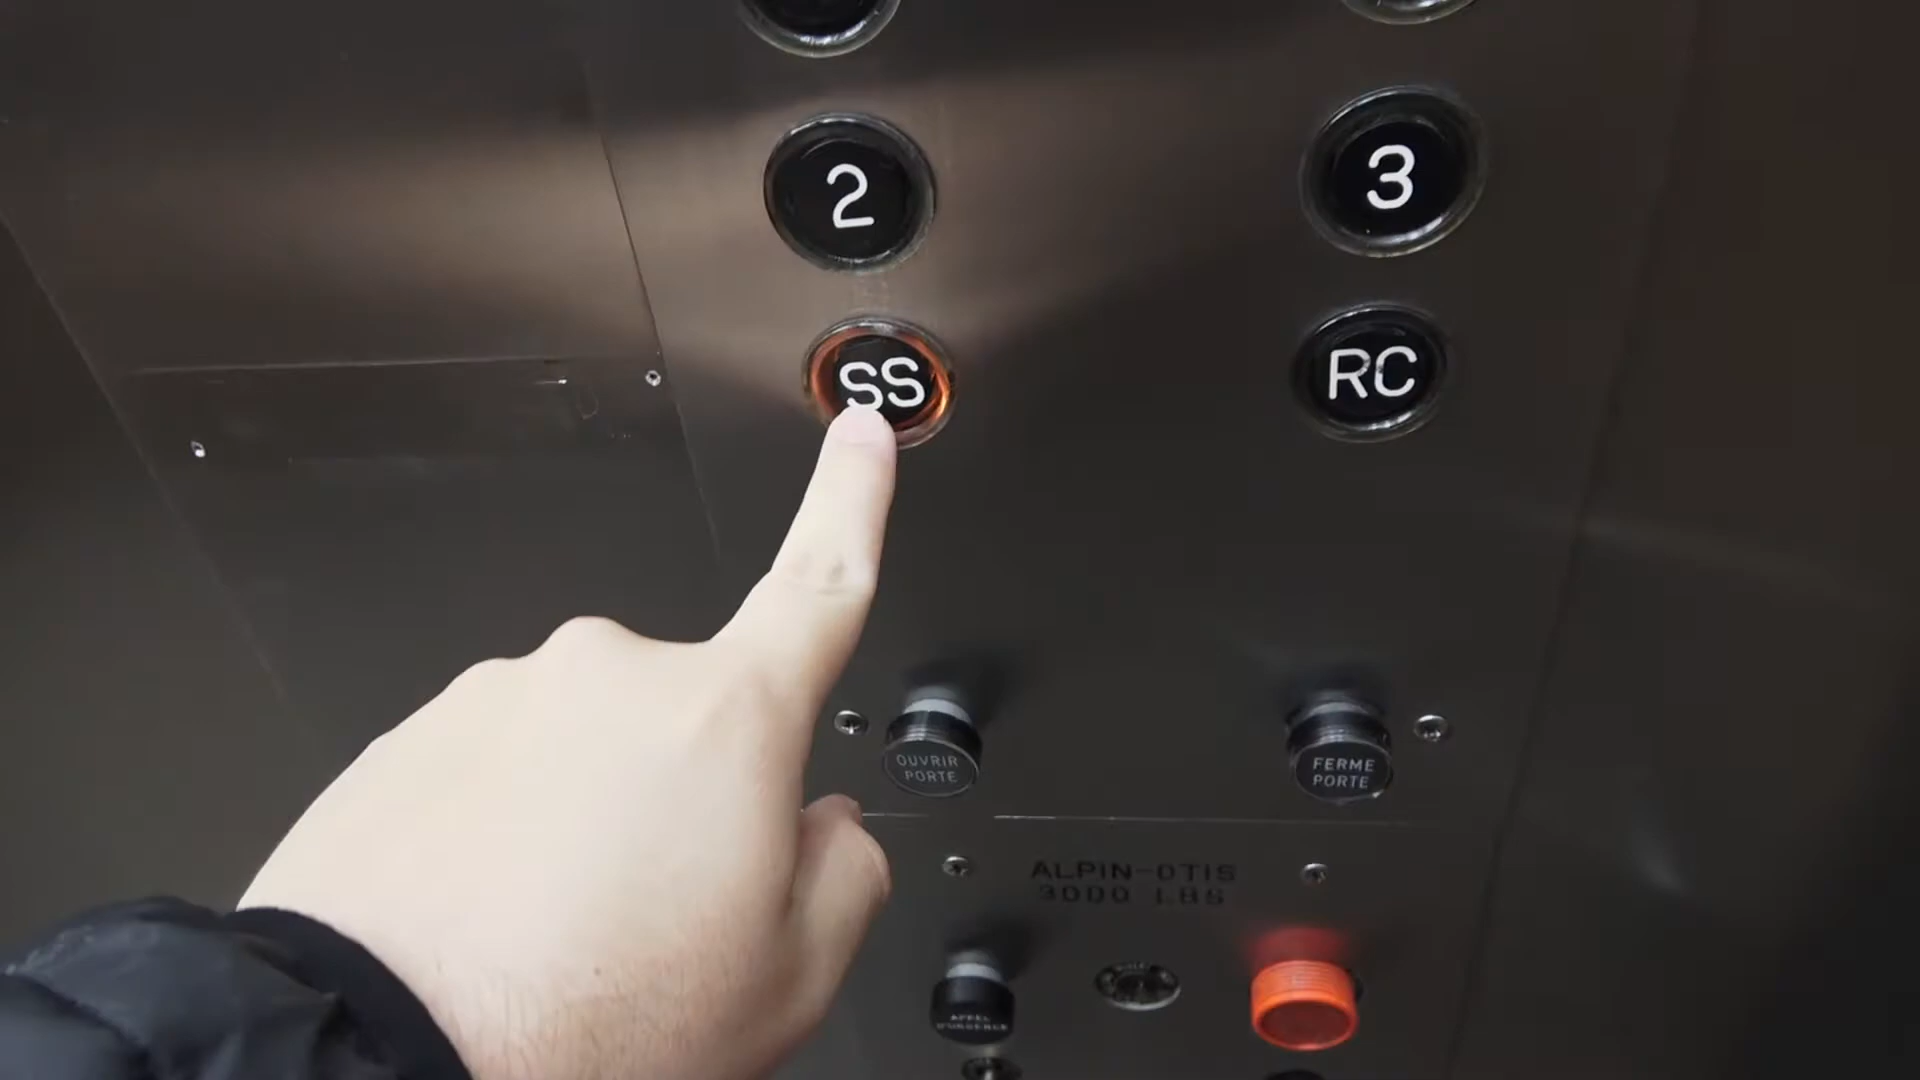 2
3
SS
RC
OUVRIR
PORTE
FERME
PORTE
ALPIN-OTIS
3000 LBS
APPEL
D'URGENCE